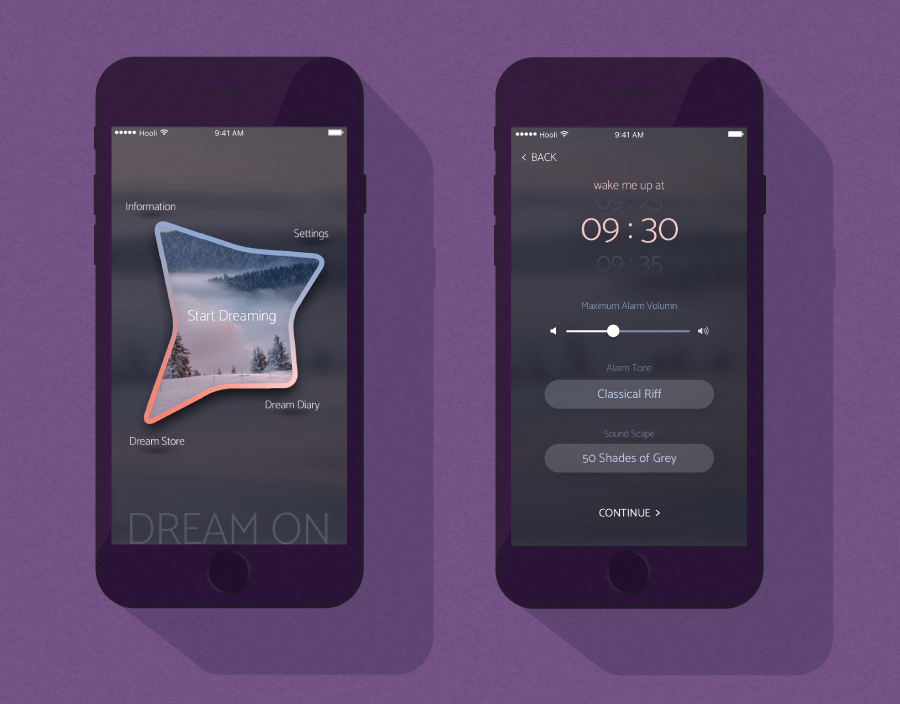 Hooli
9:41 AM
Information
Settings
Start Dreaming
Dream Diary
Dream Store
DREAM ON
Hooli
9:41 AM
< BACK
wake me up at
09 : 25
09 : 30
09 : 35
Maximum Alarm Volumn
Alarm Tone
Classical Riff
Sound Scape
50 Shades of Grey
CONTINUE >